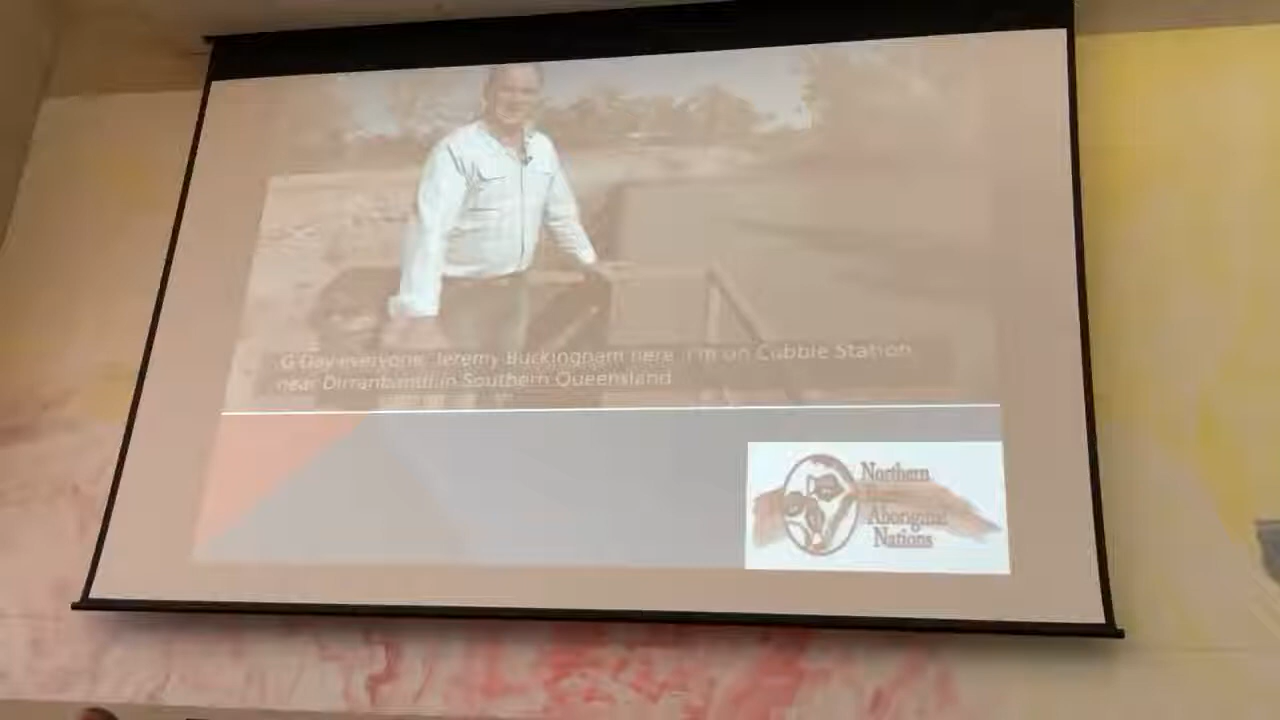 G'Day everyone, Jeremy Buckingham here. I'm on Cubbie Station
near Dirranbandi in Southern Queensland
Northern
Aboriginal
Nations